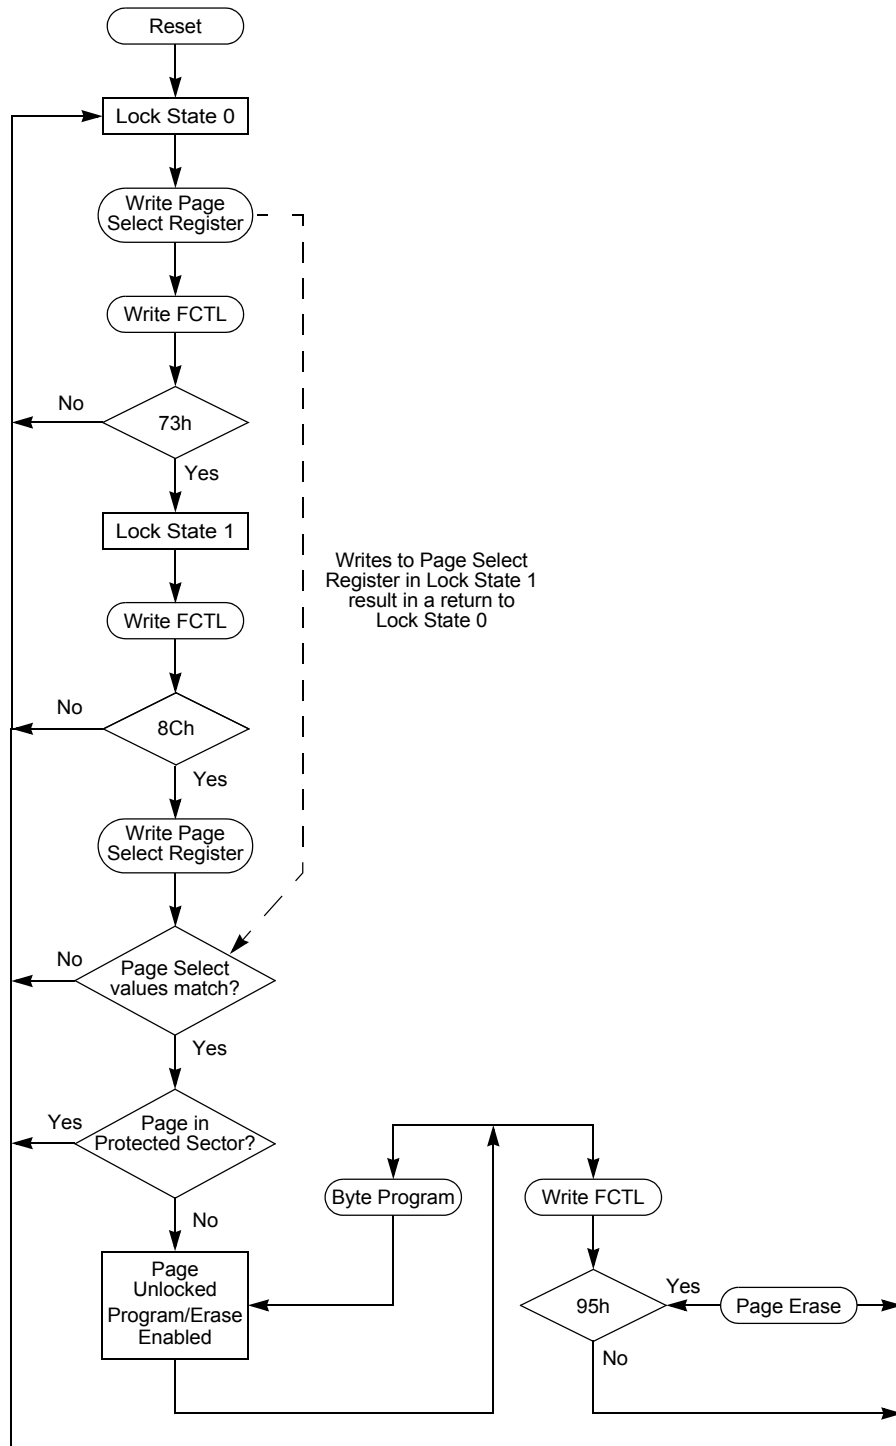 Reset
Lock State 0
Write Page
Select Register
Write FCTL
No
73h
Yes
Lock State 1
Writes to Page Select
Register in Lock State 1
result in a return to
Lock State 0
Write FCTL
No
8Ch
Yes
Write Page
Select Register
No
Page Select
values match?
Yes
Yes
Page in
Protected Sector?
No
Byte Program
Write FCTL
Page
Unlocked
Program/Erase
Enabled
95h
Yes
Page Erase
No